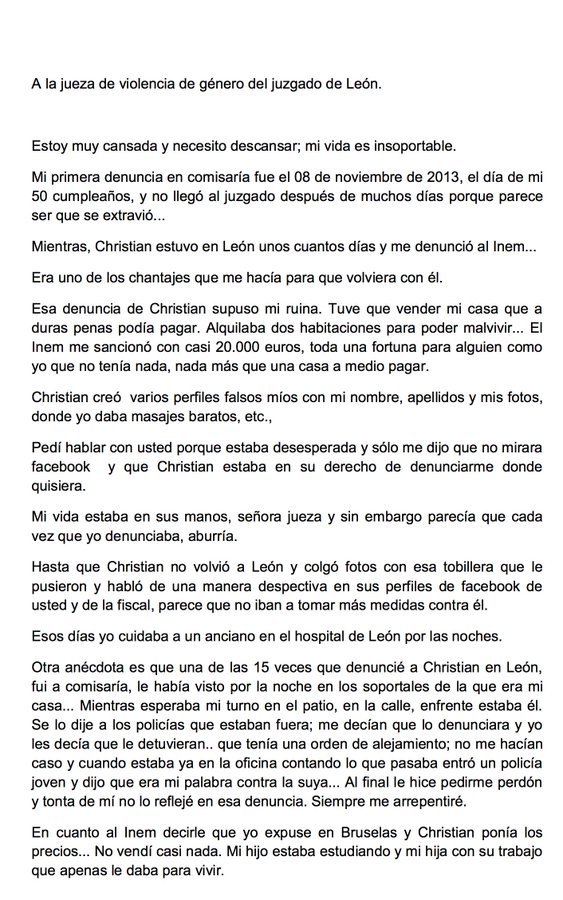 A la jueza de violencia de género del juzgado de León.
Estoy muy cansada y necesito descansar; mi vida es insoportable.
Mi primera denuncia en comisaría fue el 08 de noviembre de 2013, el día de mi
50 cumpleaños, y no llegó al juzgado después de muchos días porque parece
ser que se extravió...
Mientras, Christian estuvo en León unos cuantos días y me denunció al Inem...
Era uno de los chantajes que me hacía para que volviera con él.
Esa denuncia de Christian supuso mi ruina. Tuve que vender mi casa que a
duras penas podía pagar. Alquilaba dos habitaciones para poder malvivir... El
Inem me sancionó con casi 20.000 euros, toda una fortuna para alguien como
yo que no tenía nada, nada más que una casa a medio pagar.
Christian creó varios perfiles falsos míos con mi nombre, apellidos y mis fotos,
donde yo daba masajes baratos, etc.,
Pedí hablar con usted porque estaba desesperada y sólo me dijo que no mirara
facebook y que Christian estaba en su derecho de denunciarme donde
quisiera.
Mi vida estaba en sus manos, señora jueza y sin embargo parecía que cada
vez que yo denunciaba, aburría.
Hasta que Christian no volvió a León y colgó fotos con esa tobillera que le
pusieron y habló de una manera despectiva en sus perfiles de facebook de
usted y de la fiscal, parece que no iban a tomar más medidas contra él.
Esos días yo cuidaba a un anciano en el hospital de León por las noches.
Otra anécdota es que una de las 15 veces que denuncié a Christian en León,
fui a comisaría, le había visto por la noche en los soportales de la que era mi
casa... Mientras esperaba mi turno en el patio, en la calle, enfrente estaba él.
Se lo dije a los policías que estaban fuera; me decían que lo denunciara y yo
les decía que le detuvieran.. que tenía una orden de alejamiento; no me hacían
caso y cuando estaba ya en la oficina contando lo que pasaba entró un policía
joven y dijo que era mi palabra contra la suya... Al final le hice pedirme perdón
y tonta de mí no lo reflejé en esa denuncia. Siempre me arrepentiré.
En cuanto al Inem decirle que yo expuse en Bruselas y Christian ponía los
precios... No vendí casi nada. Mi hijo estaba estudiando y mi hija con su trabajo
que apenas le daba para vivir.